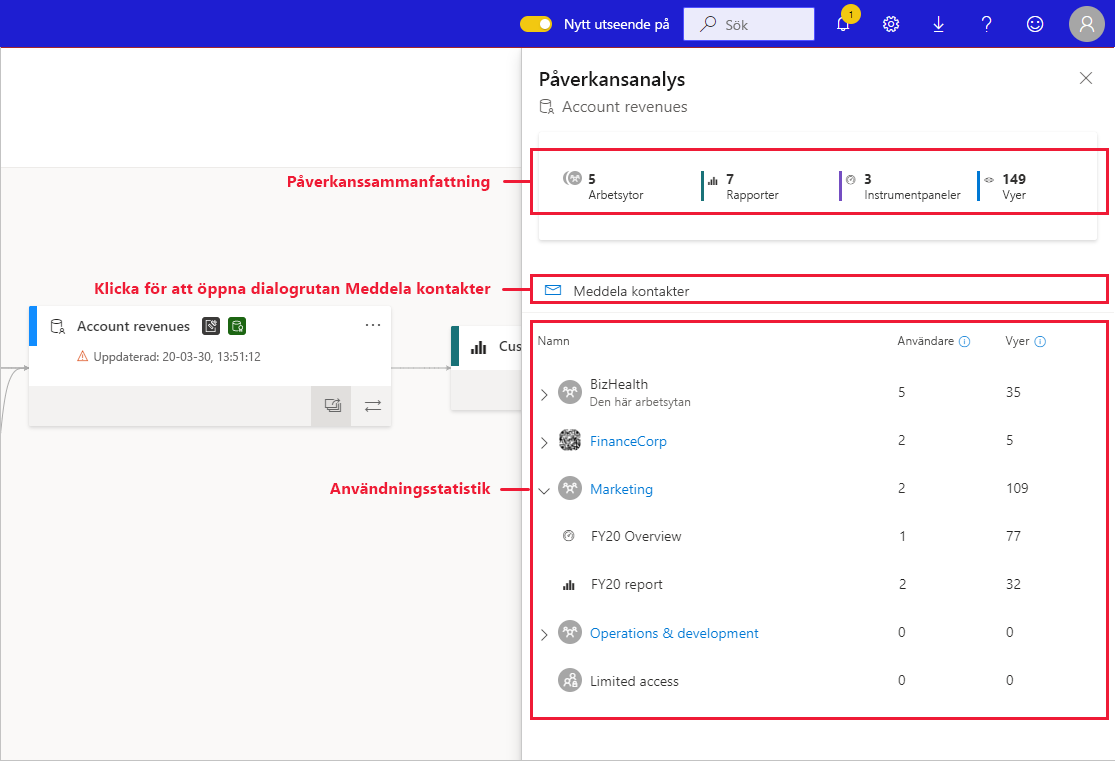 Nytt utseende på
Sök
1
Påverkansanalys
Account revenues
Påverkanssammanfattning
5 7 3 149
Arbetsytor Rapporter Instrumentpaneler Vyer
Klicka för att öppna dialogrutan Meddela kontakter
Meddela kontakter
Account revenues
Uppdaterad: 20-03-30, 13:51:12
Cus
Användningsstatistik
Namn Användare Vyer
BizHealth 5 35
Den här arbetsytan
FinanceCorp 2 5
Marketing 2 109
FY20 Overview 1 77
FY20 report 2 32
Operations & development 0 0
Limited access 0 0